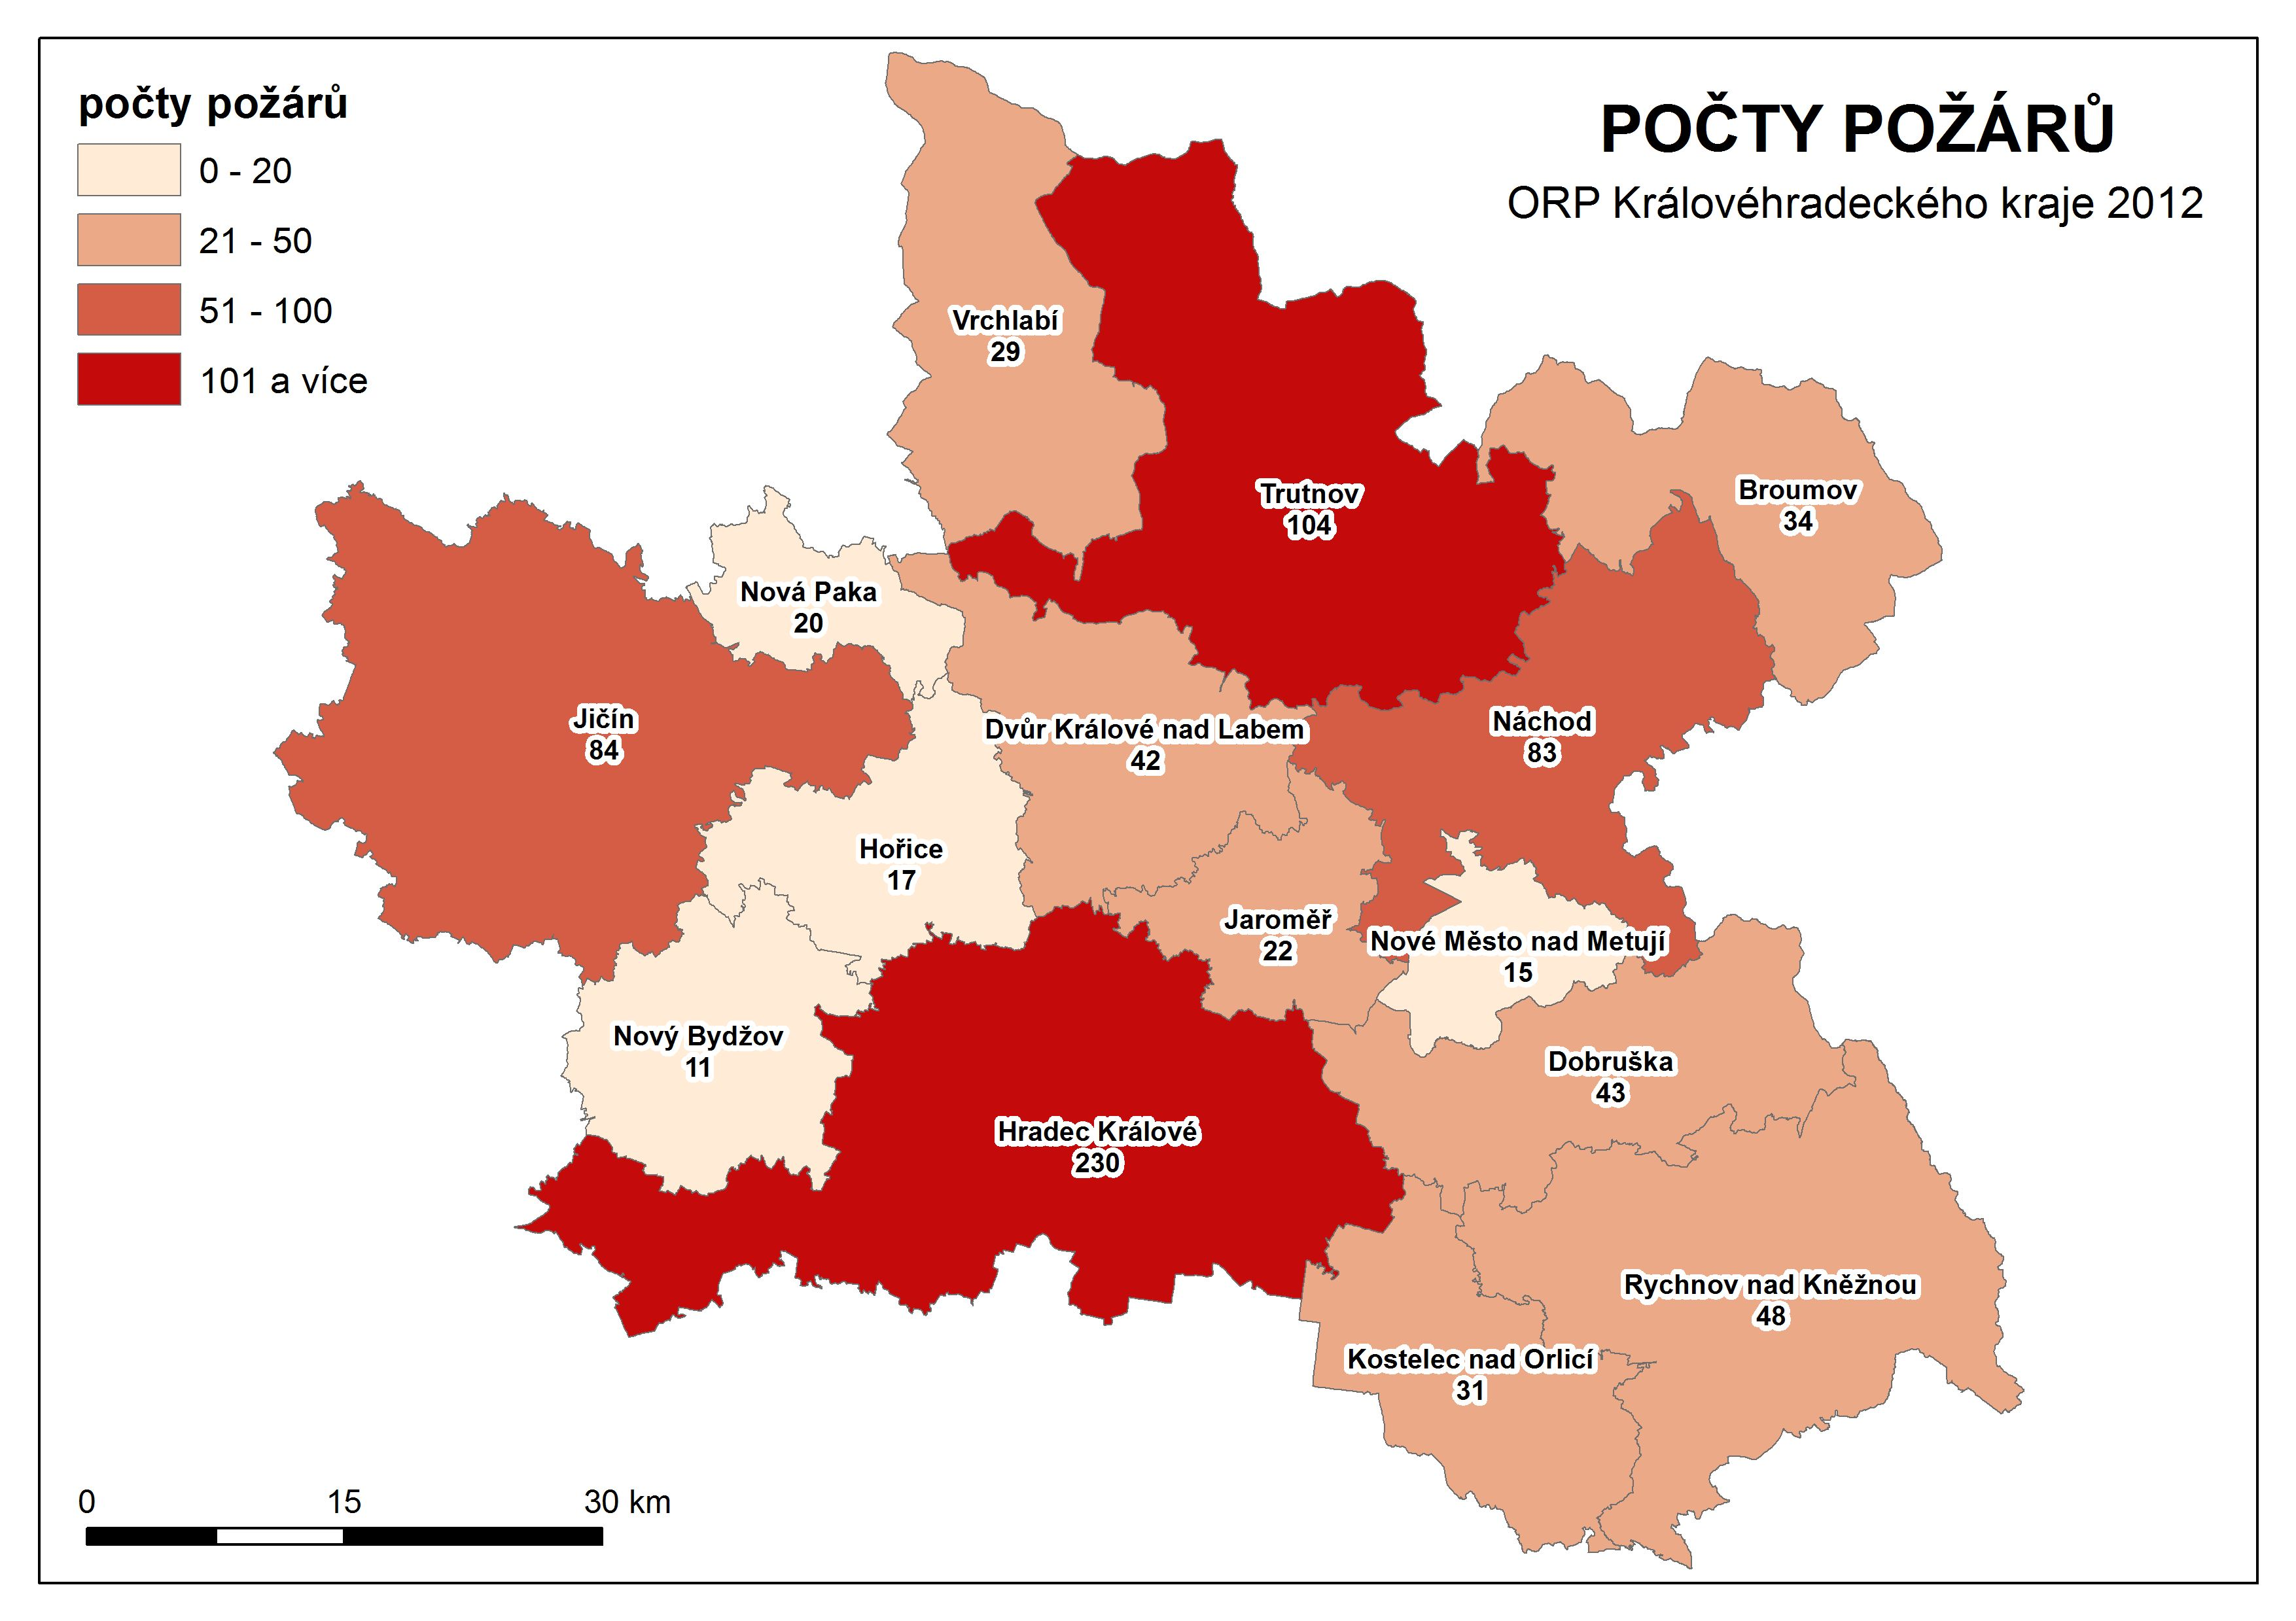 počty požárů
0 - 20
21 - 50
51 - 100
101 a více
POČTY POŽÁRŮ
ORP Královéhradeckého kraje 2012
Vrchlabí
29
Trutnov
104
Broumov
34
Nová Paka
20
Jičín
84
Dvůr Králové nad Labem
42
Náchod
83
Hořice
17
Jaroměř
22
Nové Město nad Metují
15
Nový Bydžov
11
Dobruška
43
Hradec Králové
230
Rychnov nad Kněžnou
48
Kostelec nad Orlicí
31
0 15 30 km